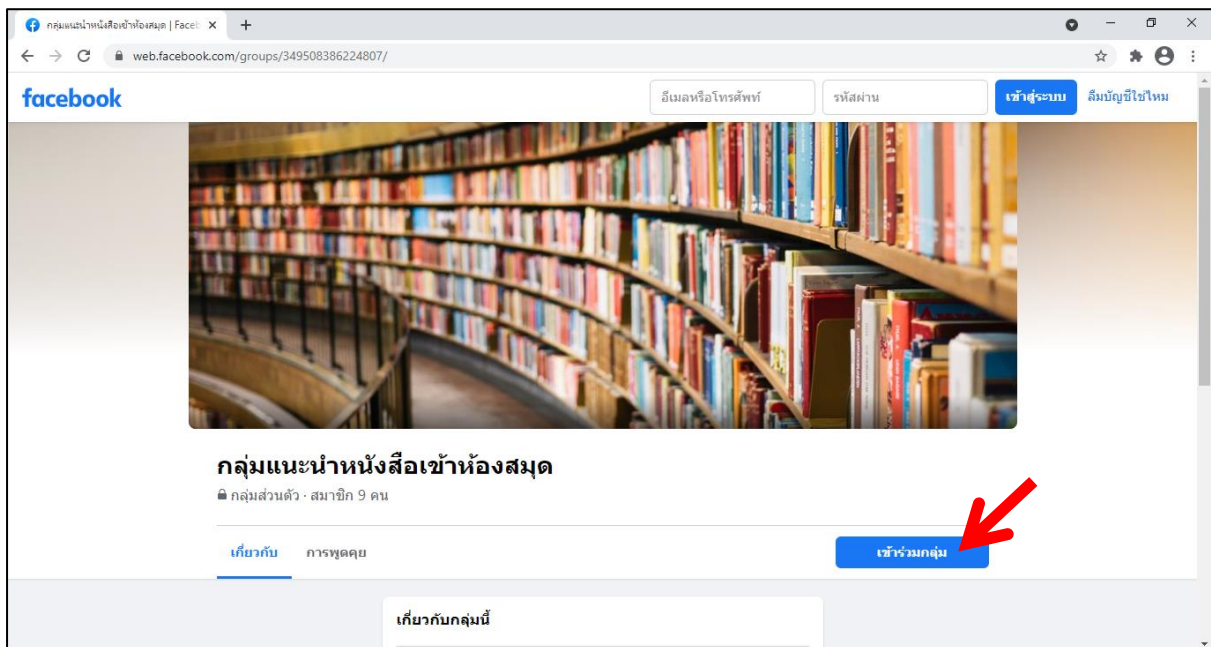 กลุ่มแนะนำหนังสือเข้าห้องสมุด | Faceb
web.facebook.com/groups/349508386224807/
facebook
อีเมลหรือโทรศัพท์
รหัสผ่าน
เข้าสู่ระบบ
ลืมบัญชีใช่ไหม
กลุ่มแนะนำหนังสือเข้าห้องสมุด
กลุ่มส่วนตัว · สมาชิก 9 คน
เกี่ยวกับ
การพูดคุย
เข้าร่วมกลุ่ม
เกี่ยวกับกลุ่มนี้